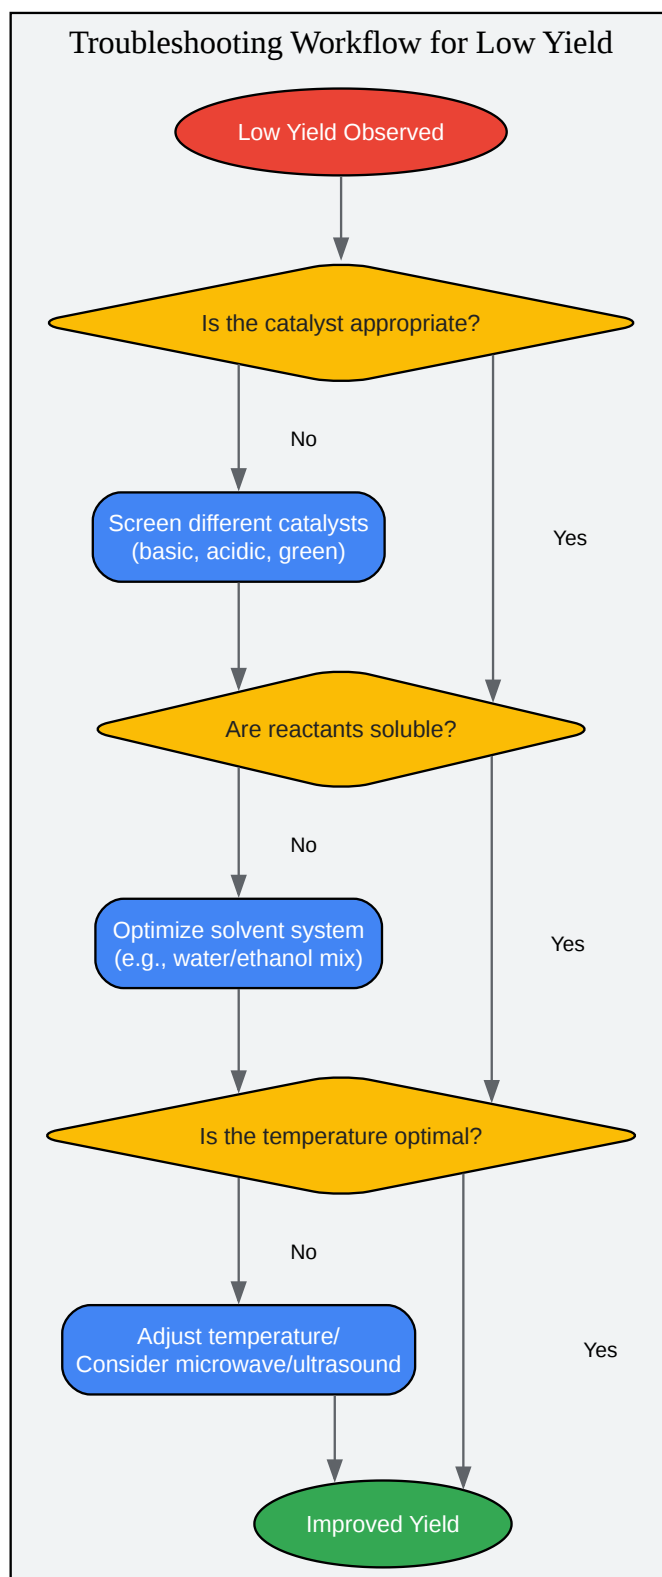 Troubleshooting Workflow for Low Yield
Low Yield Observed
Is the catalyst appropriate?
No
Screen different catalysts
(basic, acidic, green)
Yes
Are reactants soluble?
No
Optimize solvent system
(e.g., water/ethanol mix)
Yes
Is the temperature optimal?
No
Adjust temperature/
Consider microwave/ultrasound
Yes
Improved Yield